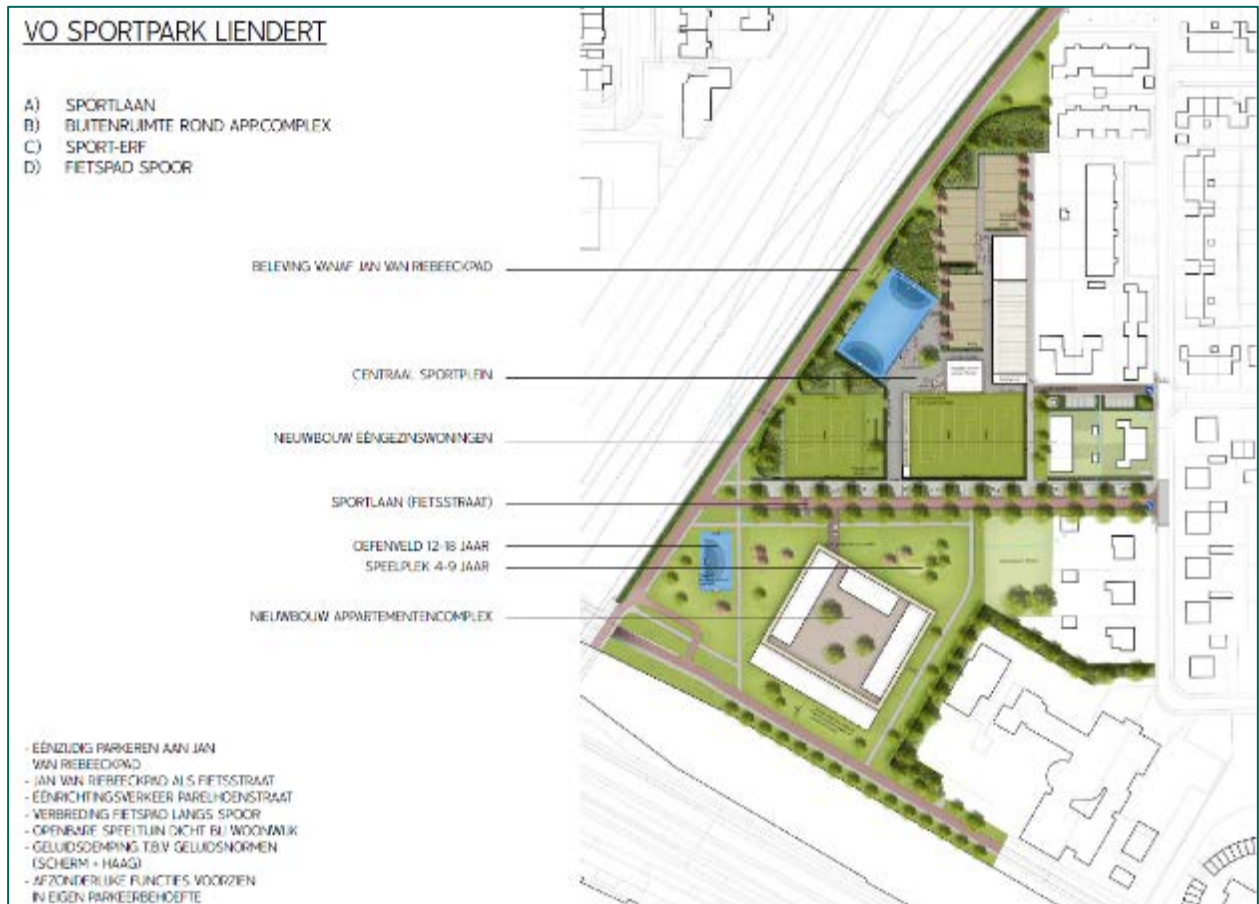 VO SPORTPARK LIENDERT
A) SPORTLAAN
B) BUITENRUIMTE ROND APP.COMPLEX
C) SPORT-ERF
D) FIETSPAD SPOOR
BELEVING VANAF JAN VAN RIEBEECKPAD
CENTRAAL SPORTPLEIN
NIEUWBOUW ÉÉNGEZINSWONINGEN
SPORTLAAN (FIETSSTRAAT)
OEFENVELD 12-18 JAAR
SPEELPLEK 4-9 JAAR
NIEUWBOUW APPARTEMENTENCOMPLEX
- EÉNZIJDIG PARKEREN AAN JAN
VAN RIEBEECKPAD
- JAN VAN RIEBEECKPAD ALS FIETSSTRAAT
- ÉÉNRICHTINGSVERKEER PARELHOENSTRAAT
- VERBREDING FIETSPAD LANGS SPOOR
- OPENBARE SPEELTUIN DICHT BIJ WOONWIJK
- GELUIDSDEMPING T.B.V GELUIDSNORMEN
(SCHERM + HAAG)
- AFZONDERLIJKE FUNCTIES VOORZIEN
IN EIGEN PARKEERBEHOEFTE